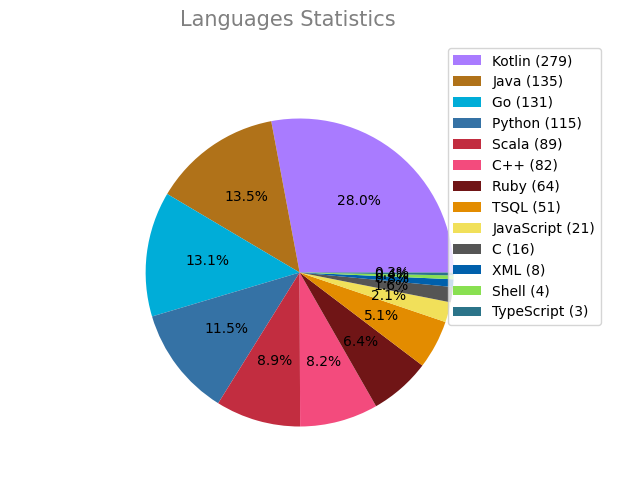 Languages Statistics
Kotlin (279)
Java (135)
Go (131)
Python (115)
Scala (89)
C++ (82)
Ruby (64)
TSQL (51)
JavaScript (21)
C (16)
XML (8)
Shell (4)
TypeScript (3)
28.0%
13.5%
13.1%
11.5%
8.9%
8.2%
6.4%
5.1%
2.1%
1.6%
0.3%